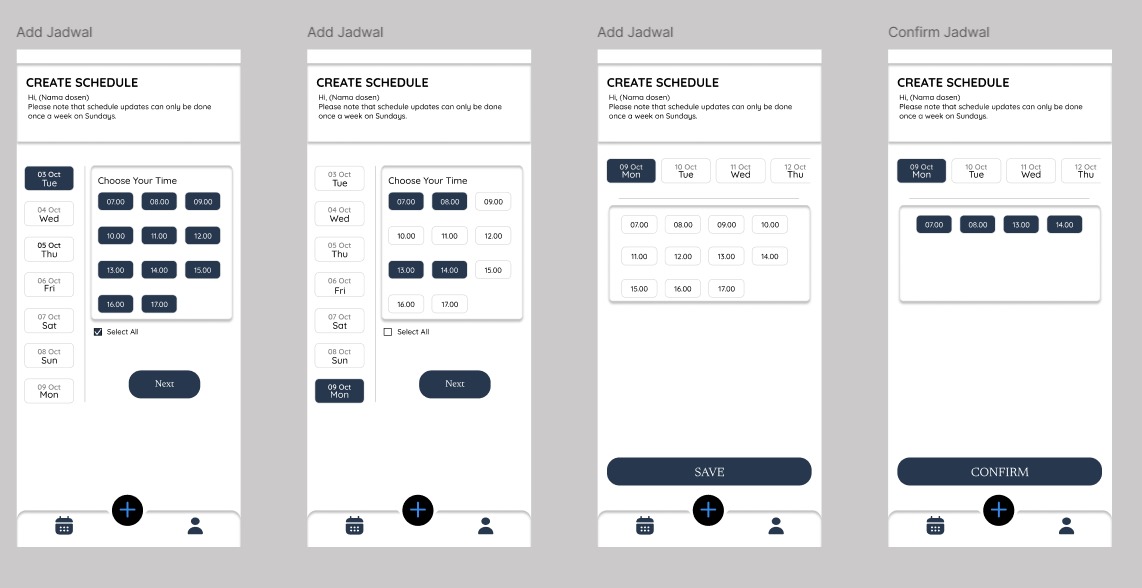 Add Jadwal
CREATE SCHEDULE
Hi, (Nama dosen)
Please note that schedule updates can only be done
once a week on Sundays.
03 Oct
Tue
04 Oct
Wed
05 Oct
Thu
06 Oct
Fri
07 Oct
Sat
08 Oct
Sun
09 Oct
Mon
Choose Your Time
07.00 08.00 09.00
10.00 11.00 12.00
13.00 14.00 15.00
16.00 17.00
Select All
Next
Add Jadwal
CREATE SCHEDULE
Hi, (Nama dosen)
Please note that schedule updates can only be done
once a week on Sundays.
03 Oct
Tue
04 Oct
Wed
05 Oct
Thu
06 Oct
Fri
07 Oct
Sat
08 Oct
Sun
09 Oct
Mon
Choose Your Time
07.00 08.00 09.00
10.00 11.00 12.00
13.00 14.00 15.00
16.00 17.00
Select All
Next
Add Jadwal
CREATE SCHEDULE
Hi, (Nama dosen)
Please note that schedule updates can only be done
once a week on Sundays.
09 Oct 10 Oct 11 Oct 12 Oct
Mon Tue Wed Thu
07.00 08.00 09.00 10.00
11.00 12.00 13.00 14.00
15.00 16.00 17.00
SAVE
Confirm Jadwal
CREATE SCHEDULE
Hi, (Nama dosen)
Please note that schedule updates can only be done
once a week on Sundays.
09 Oct 10 Oct 11 Oct 12 Oct
Mon Tue Wed Thu
07.00 08.00 13.00 14.00
CONFIRM